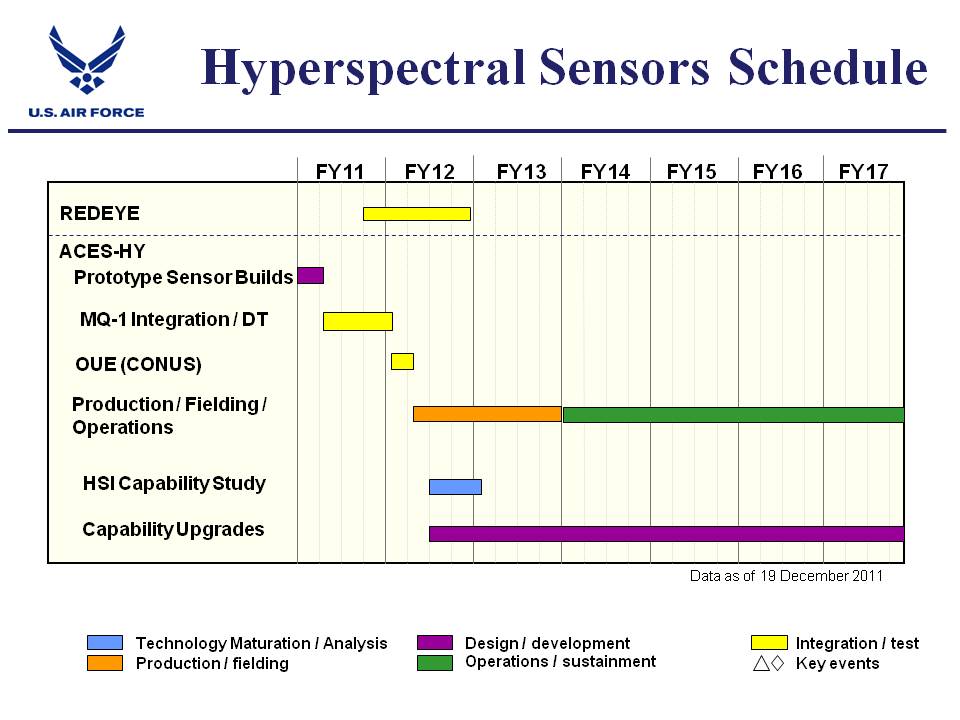 Hyperspectral Sensors Schedule
U.S. AIR FORCE
FY11 FY12 FY13 FY14 FY15 FY16 FY17
REDEYE
ACES-HY
Prototype Sensor Builds
MQ-1 Integration / DT
OUE (CONUS)
Production / Fielding /
Operations
HSI Capability Study
Capability Upgrades
Data as of 19 December 2011
Technology Maturation / Analysis
Design / development
Integration / test
Production / fielding
Operations / sustainment
Key events